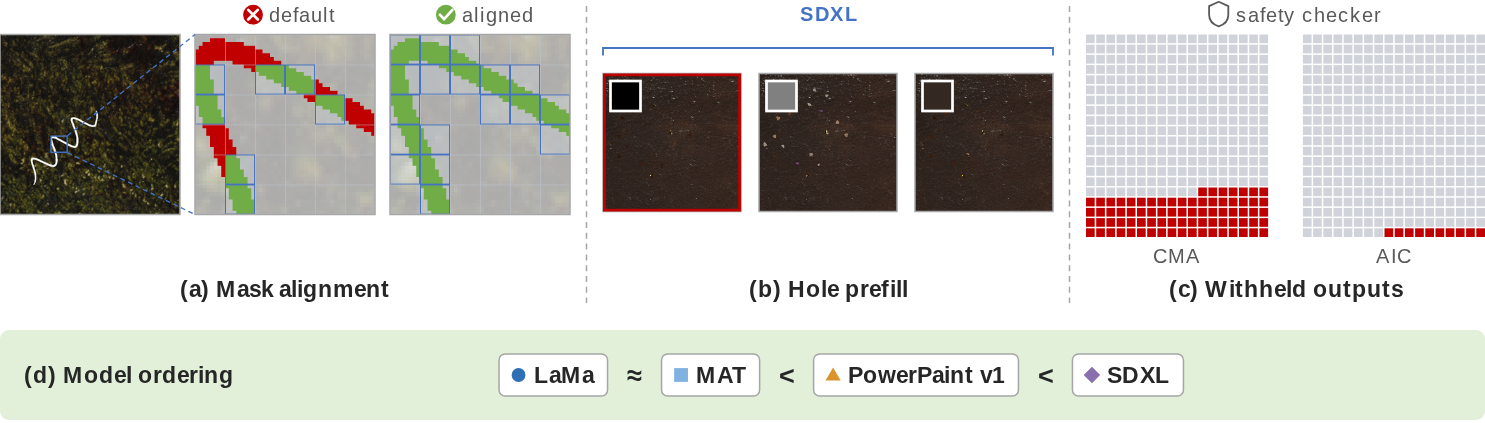 default
aligned
SDXL
safety checker
CMA
AIC
(a) Mask alignment
(b) Hole prefill
(c) Withheld outputs
(d) Model ordering
LaMa ≈ MAT < PowerPaint v1 < SDXL